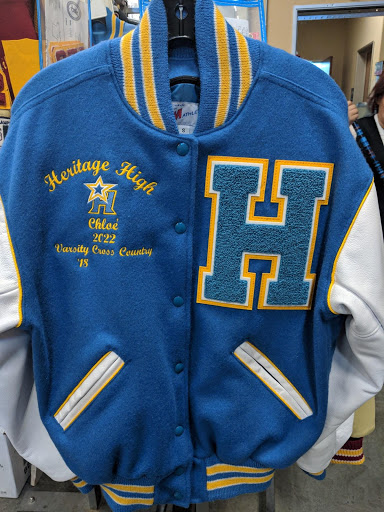 Heritage High
H
Chloé
2022
Varsity Cross Country
'18
H
S